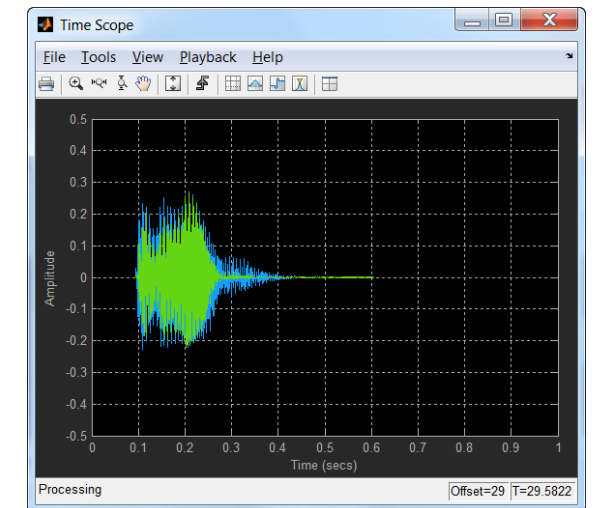 Time Scope
File Tools View Playback Help
0.5
0.4
0.3
0.2
0.1
0
-0.1
-0.2
-0.3
-0.4
-0.5
Amplitude
0 0.1 0.2 0.3 0.4 0.5 0.6 0.7 0.8 0.9 1
Time (secs)
Processing Offset=29 T=29.5822